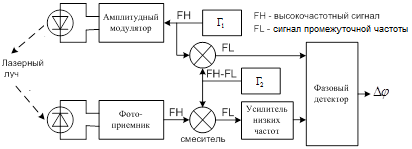 Амплитудный
модулятор
FH
Г1
FH - высокочастотный сигнал
FL - сигнал промежуточной частоты
FL
Лазерный
луч
FH-FL
Г2
Фазовый
детектор
Δφ
Фото-
приемник
FH
FL
смеситель
Усилитель
низких
частот